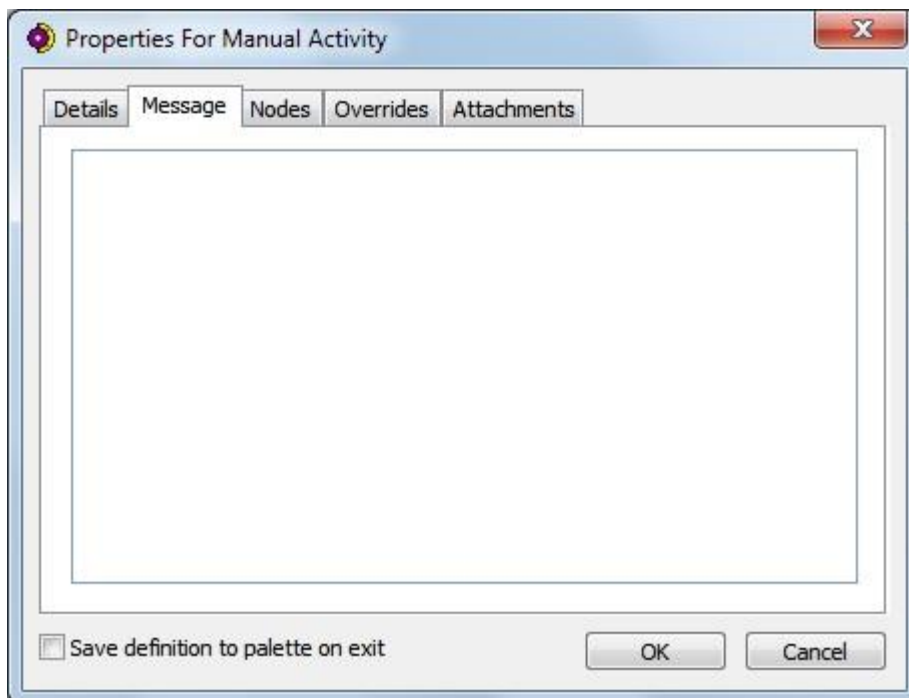 Properties For Manual Activity
Details Message Nodes Overrides Attachments
Save definition to palette on exit OK Cancel